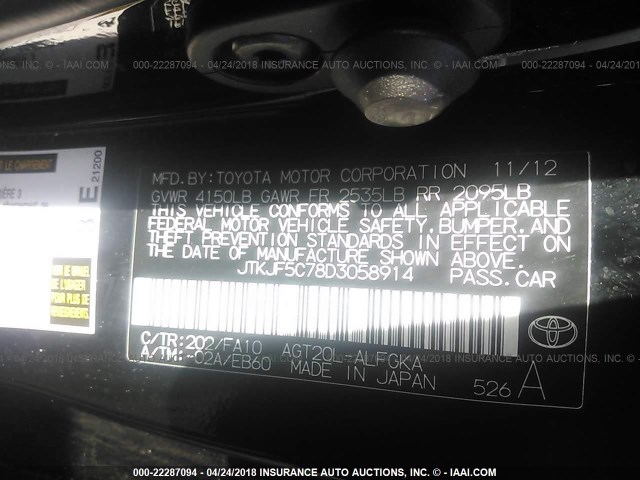 000-22287094 - 04/24/2018 INSURANCE AUTO AUCTIONS, INC. - IAAI.COM
E
21200
MFD.BY:TOYOTA MOTOR CORPORATION 11/12
GVWR 4150LB GAWR FR 2535LB RR 2095LB
THIS VEHICLE CONFORMS TO ALL APPLICABLE
FEDERAL MOTOR VEHICLE SAFETY,BUMPER,AND
THEFT PREVENTION STANDARDS IN EFFECT ON
THE DATE OF MANUFACTURE SHOWN ABOVE.
JTKJF5C78D3058914 PASS.CAR
C/TR:202/FA10 AGT20L-ALFGKA
A/TM:-02A/EB60 MADE IN JAPAN
526 A
000-22287094 - 04/24/2018 INSURANCE AUTO AUCTIONS, INC. - IAAI.COM